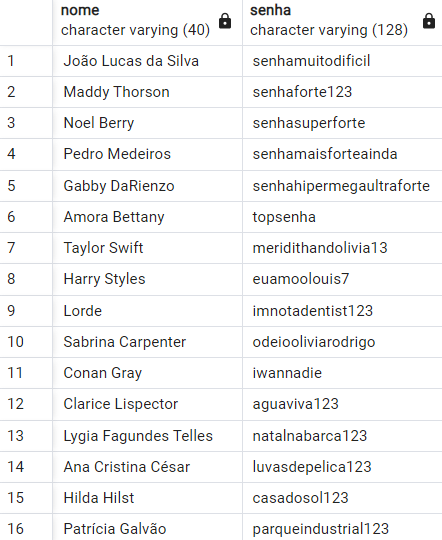 nome senha
character varying (40) character varying (128)
1 João Lucas da Silva senhamuitodificil
2 Maddy Thorson senhaforte123
3 Noel Berry senhasuperforte
4 Pedro Medeiros senhamaisforteainda
5 Gabby DaRienzo senhahipermegaultraforte
6 Amora Bettany topsenha
7 Taylor Swift meridithandolivia13
8 Harry Styles euamoolouis7
9 Lorde imnotadentist123
10 Sabrina Carpenter odeiooliviarodrigo
11 Conan Gray iwannadie
12 Clarice Lispector aguaviva123
13 Lygia Fagundes Telles natalnabarca123
14 Ana Cristina César luvasdepelica123
15 Hilda Hilst casadosol123
16 Patrícia Galvão parqueindustrial123